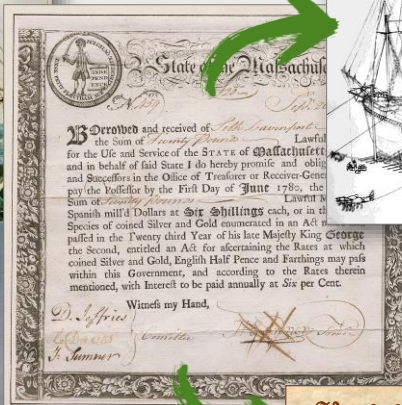 State of the Massachuse
Borrowed and received of Seth Davenport
the Sum of Twenty Pounds Lawful
for the Use and Service of the STATE of Massachusett
and in behalf of said State I do hereby promise and oblig
and Successors in the Office of Treasurer or Receiver-Gene
pay the Possessor by the First Day of June 1780, the
Sum of Twenty pounds Lawful M
Spanish mill'd Dollars at Six Shillings each, or in th
Species of coined Silver and Gold enumerated in an Act m
passed in the Twenty third Year of his late Majesty King George
the Second, entitled an Act for ascertaining the Rates at which
coined Silver and Gold, English Half Pence and Farthings may pass
within this Government, and according to the Rates therein
mentioned, with Interest to be paid annually at Six per Cent.
Witness my Hand,
D. Jeffries
Committee
J: Sumner